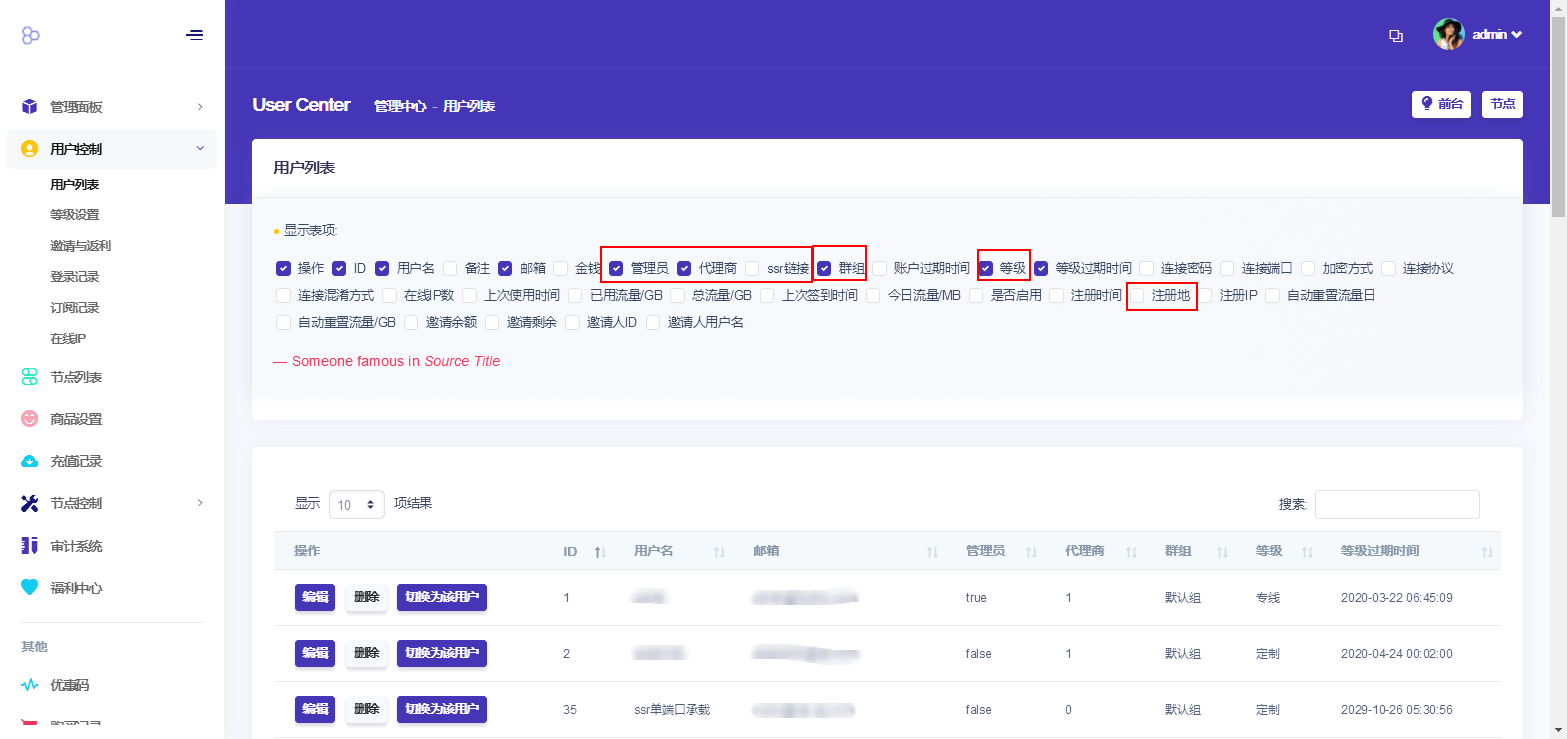 admin
User Center 管理中心 - 用户列表
前台 节点
管理面板
用户控制
用户列表
等级设置
邀请与返利
登录记录
订阅记录
在线IP
节点列表
商品设置
充值记录
节点控制
审计系统
福利中心
其他
优惠码
购买记录
用户列表
显示表项:
操作 ID 用户名 备注 邮箱 金钱 管理员 代理商 ssr链接 群组 账户过期时间 等级 等级过期时间 连接密码 连接端口 加密方式 连接协议
连接混淆方式 在线IP数 上次使用时间 已用流量/GB 总流量/GB 上次签到时间 今日流量/MB 是否启用 注册时间 注册地 注册IP 自动重置流量日
自动重置流量/GB 邀请余额 邀请剩余 邀请人ID 邀请人用户名
— Someone famous in Source Title
显示 10 项结果 搜索:
操作 ID 用户名 邮箱 管理员 代理商 群组 等级 等级过期时间
编辑 删除 切换为该用户 1 true 1 默认组 专线 2020-03-22 06:45:09
编辑 删除 切换为该用户 2 false 1 默认组 定制 2020-04-24 00:02:00
编辑 删除 切换为该用户 35 ssr单端口承载 false 0 默认组 定制 2029-10-26 05:30:56